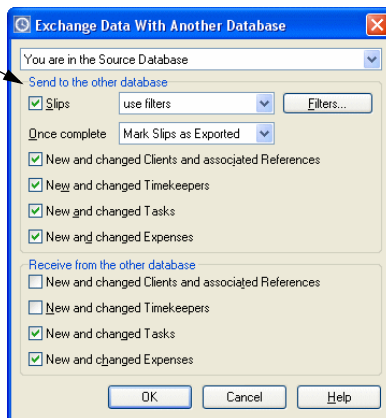 Exchange Data With Another Database
You are in the Source Database
Send to the other database
Slips use filters Filters...
Once complete Mark Slips as Exported
New and changed Clients and associated References
New and changed Timekeepers
New and changed Tasks
New and changed Expenses
Receive from the other database
New and changed Clients and associated References
New and changed Timekeepers
New and changed Tasks
New and changed Expenses
OK Cancel Help